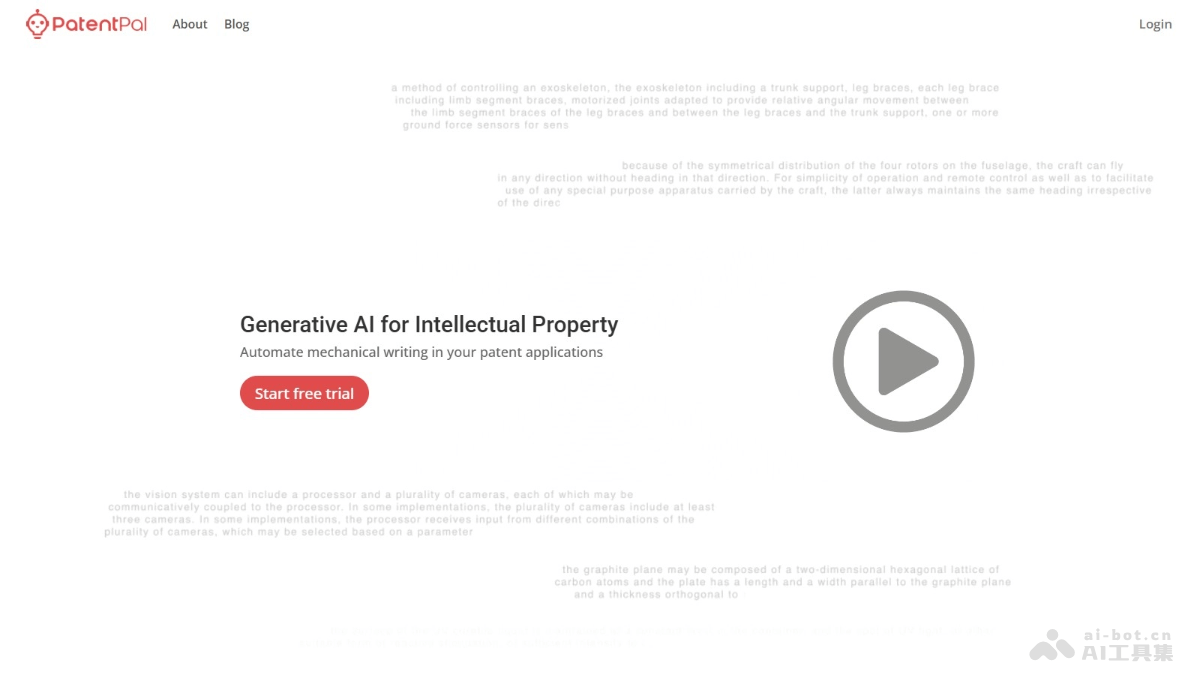 PatentPal About Blog Login
a method of controlling an exoskeleton, the exoskeleton including a trunk support, leg braces, each leg brace
including limb segment braces, motorized joints adapted to provide relative angular movement between
the limb segment braces of the leg braces and between the leg braces and the trunk support, one or more
ground force sensors for sens
because of the symmetrical distribution of the four rotors on the fuselage, the craft can fly
in any direction without heading in that direction. For simplicity of operation and remote control as well as to facilitate
use of any special purpose apparatus carried by the craft, the latter always maintains the same heading irrespective
of the direc
Generative AI for Intellectual Property
Automate mechanical writing in your patent applications
Start free trial
the vision system can include a processor and a plurality of cameras, each of which may be
communicatively coupled to the processor. In some implementations, the plurality of cameras include at least
three cameras. In some implementations, the processor receives input from different combinations of the
plurality of cameras, which may be selected based on a parameter
the graphite plane may be composed of a two-dimensional hexagonal lattice of
carbon atoms and the plate has a length and a width parallel to the graphite plane
and a thickness orthogonal to
ai-bot.cn
AI工具集